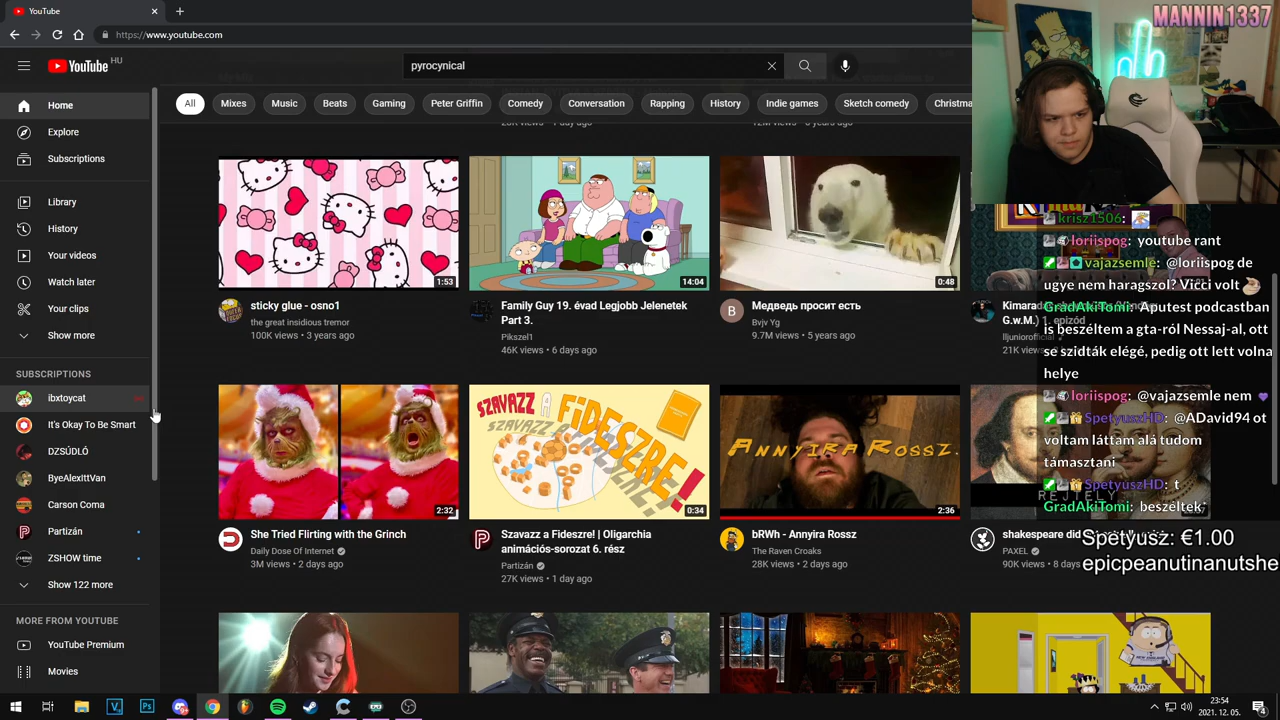 YouTube
https://www.youtube.com
YouTube HU
pyrocynical
All
Mixes
Music
Beats
Gaming
Peter Griffin
Comedy
Conversation
Rapping
History
Indie games
Sketch comedy
Christma
MANNIN1337
Home
Explore
Subscriptions
Library
History
Your videos
Watch later
Your clips
Show more
SUBSCRIPTIONS
ibxtoycat
It's Okay To Be Smart
DZSÚDLÓ
ByeAlexIttVan
Carson Coma
Partizán
ZSHOW time
Show 122 more
MORE FROM YOUTUBE
YouTube Premium
Movies
1:53
sticky glue - osno1
the great insidious tremor
100K views • 3 years ago
14:04
Family Guy 19. évad Legjobb Jelenetek
Part 3.
Pikszel1
46K views • 6 days ago
0:48
Медведь просит есть
Bvjv Yg
9.7M views • 5 years ago
Kimara
G.w.M.) 1. epizód
lljuniorofficial
21K views
2:32
She Tried Flirting with the Grinch
Daily Dose Of Internet
3M views • 2 days ago
SZAVAZZ A FIDESZRE!
0:34
Szavazz a Fideszre! | Oligarchia
animációs-sorozat 6. rész
Partizán
27K views • 1 day ago
ANNYIRA ROSSZ.
2:36
bRWh - Annyira Rossz
The Raven Croaks
28K views • 2 days ago
REJTÉLY
shakespeare did
PAXEL
90K views • 8 days
krisz1506:
loriispog: youtube rant
vajazsemle: @loriispog de
ugye nem haragszol? Vicci volt
GradAkiTomi: Aputest podcastban
is beszéltem a gta-ról Nessaj-al, ott
se szidták elégé, pedig ott lett volna
helye
loriispog: @vajazsemle nem
SpetyuszHD: @ADavid94 ot
voltam láttam alá tudom
támasztani
SpetyuszHD: t
GradAkiTomi: beszéltek
Spetyusz: €1.00
epicpeanutinanutshe
23:54
2021. 12. 05.
4